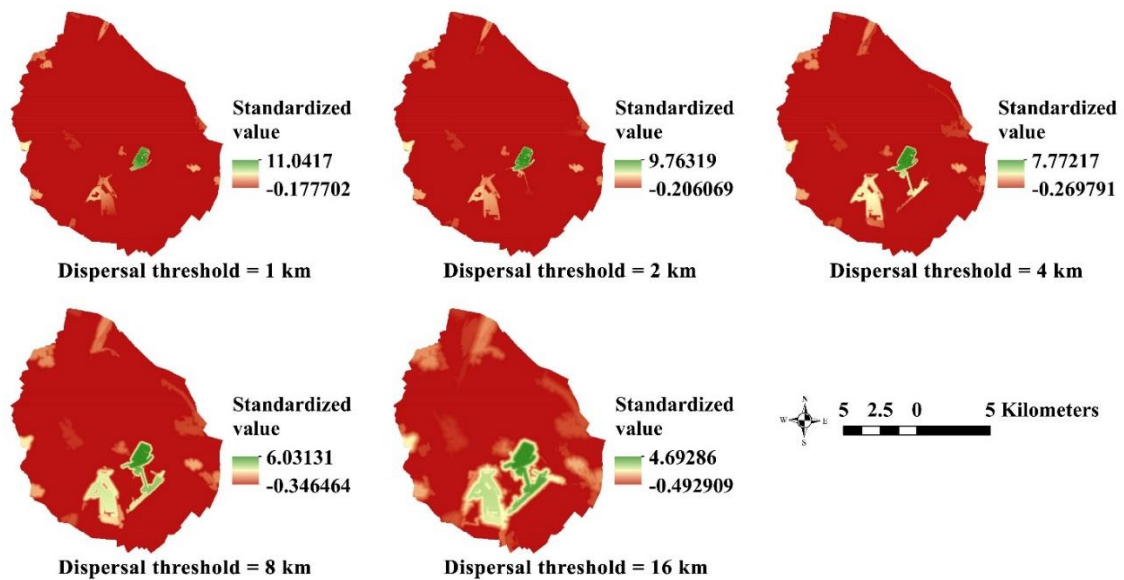 Standardized
value
11.0417
-0.177702
Dispersal threshold = 1 km
Standardized
value
9.76319
-0.206069
Dispersal threshold = 2 km
Standardized
value
7.77217
-0.269791
Dispersal threshold = 4 km
Standardized
value
6.03131
-0.346464
Dispersal threshold = 8 km
Standardized
value
4.69286
-0.492909
Dispersal threshold = 16 km
N
W E
S
5 2.5 0 5 Kilometers